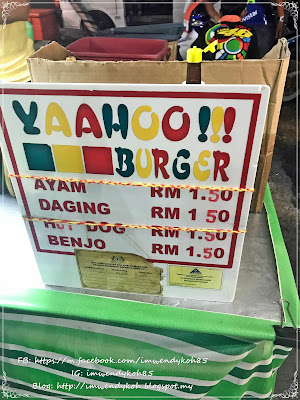 YAAHOO!!!
BURGER
AYAM RM 1.50
DAGING RM 1.50
HOT DOG RM 1.50
BENJO RM 1.50
FB: https://m.facebook.com/imwendykoh85
IG: imwendykoh85
Blog: http://imwendykoh.blogspot.my